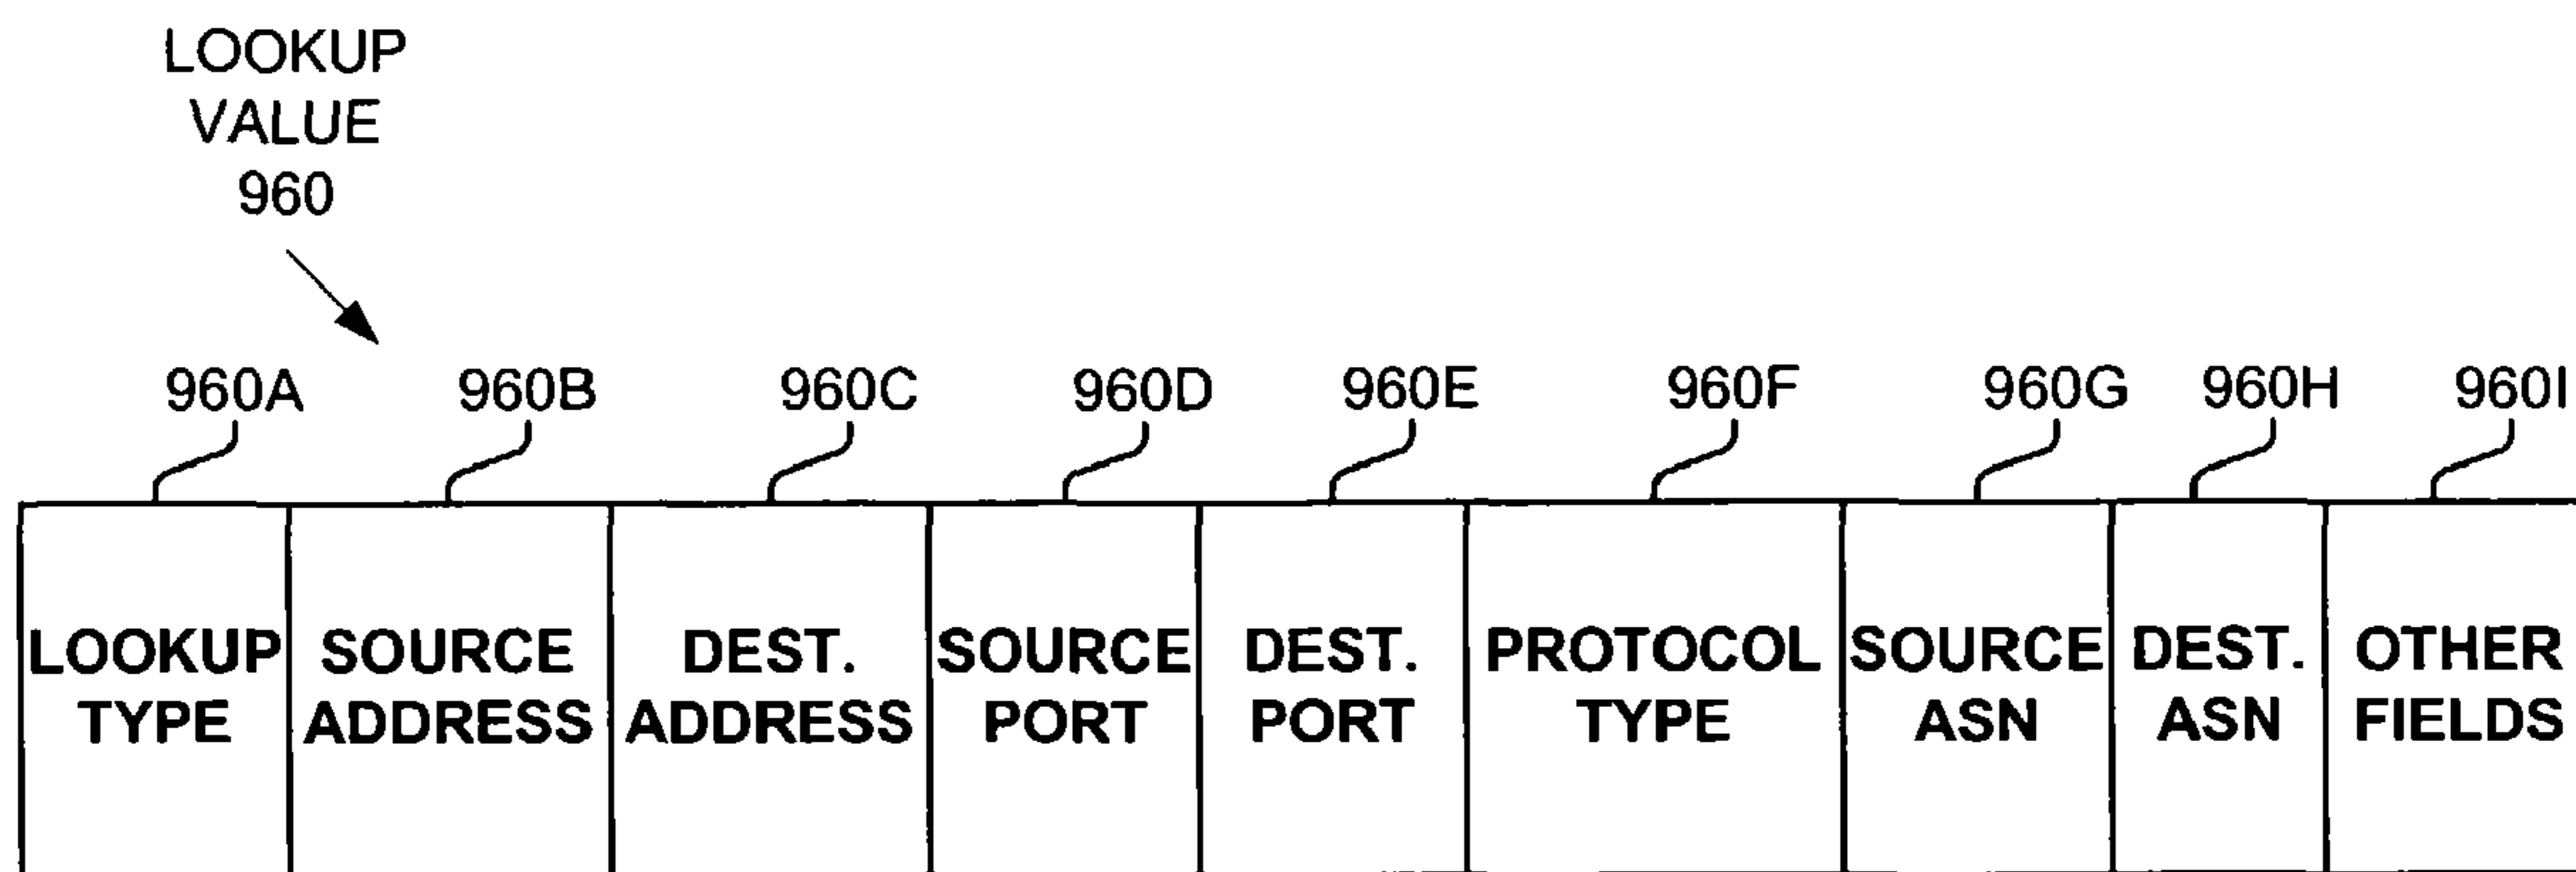 LOOKUP
VALUE
960
960A 960B 960C 960D 960E 960F 960G 960H 960I
LOOKUP TYPE
SOURCE ADDRESS
DEST. ADDRESS
SOURCE PORT
DEST. PORT
PROTOCOL TYPE
SOURCE ASN
DEST. ASN
OTHER FIELDS